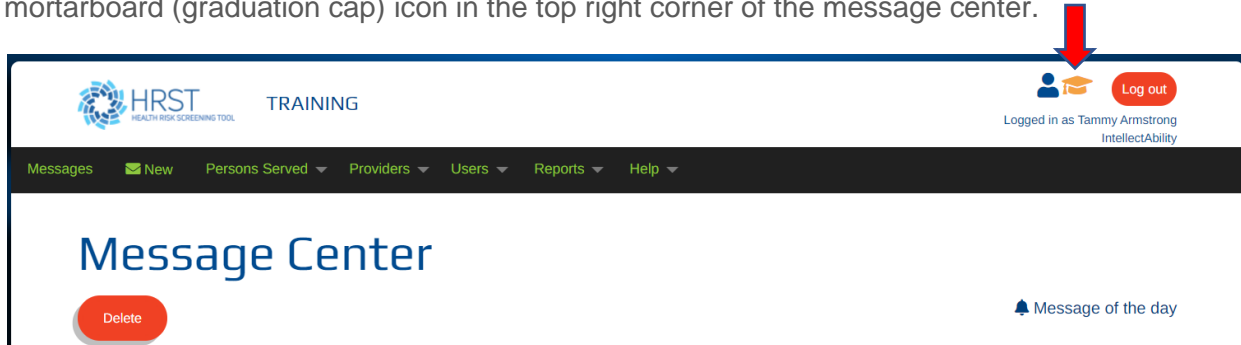 mortarboard (graduation cap) icon in the top right corner of the message center.
HRST
HEALTH RISK SCREENING TOOL
TRAINING
Log out
Logged in as Tammy Armstrong
IntellectAbility
Messages New Persons Served Providers Users Reports Help
Message Center
Delete
Message of the day